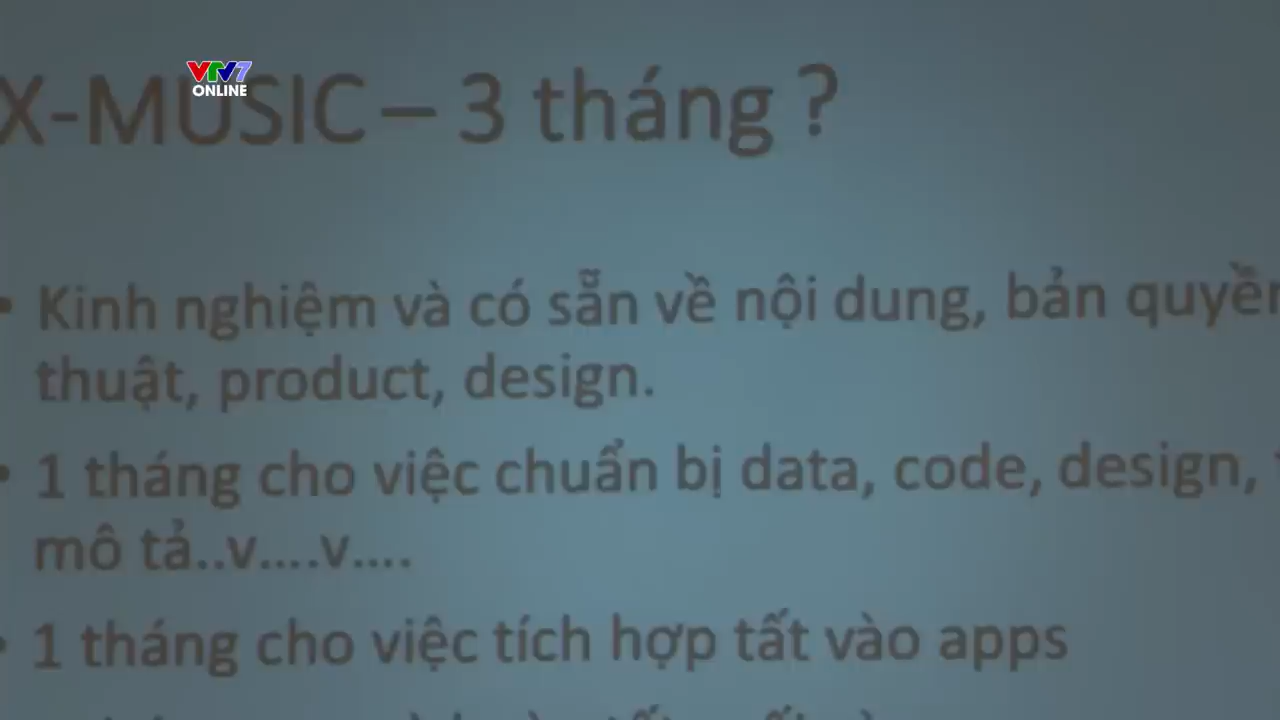 VTV7
ONLINE
X-MUSIC – 3 tháng ?
• Kinh nghiệm và có sẵn về nội dung, bản quyền
thuật, product, design.
• 1 tháng cho việc chuẩn bị data, code, design,
mô tả..v....v....
• 1 tháng cho việc tích hợp tất vào apps